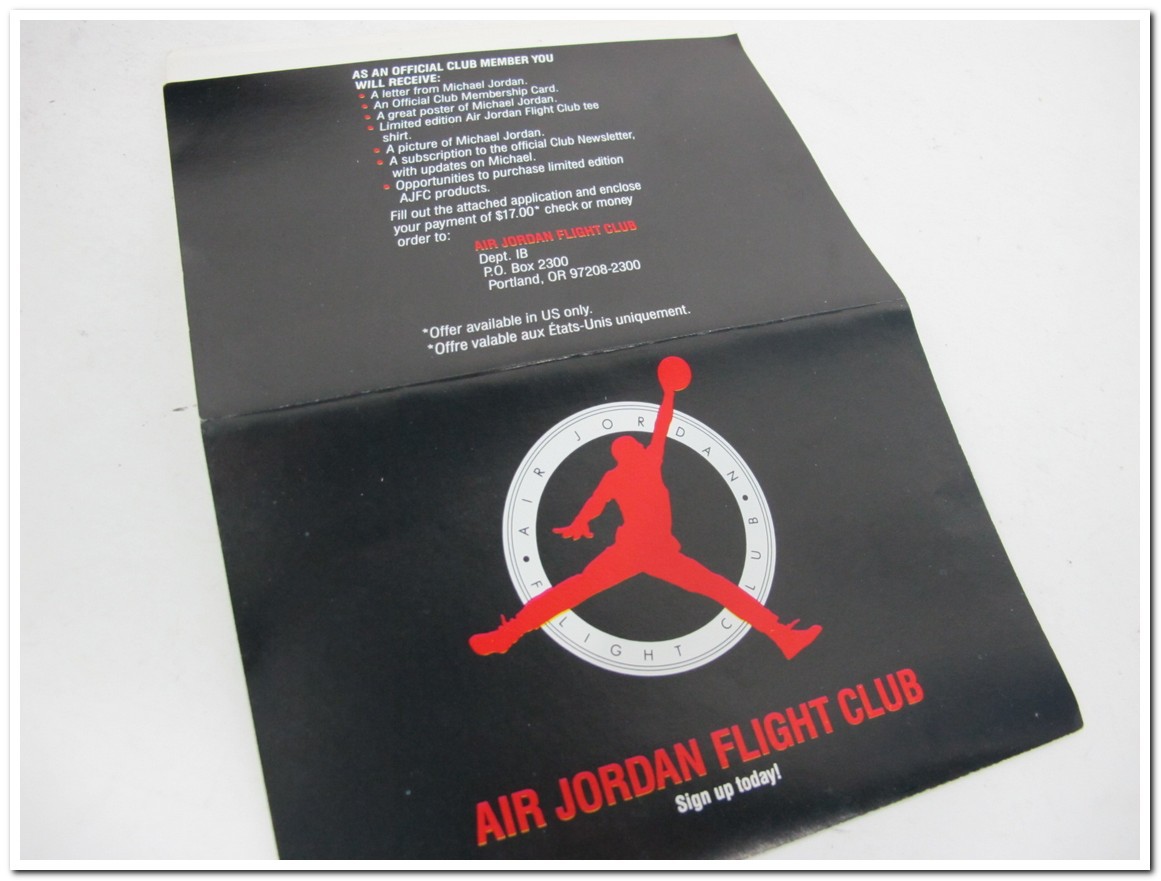 AS AN OFFICIAL CLUB MEMBER YOU
WILL RECEIVE:
• A letter from Michael Jordan.
• An Official Club Membership Card.
• A great poster of Michael Jordan.
• Limited edition Air Jordan Flight Club tee
shirt.
• A picture of Michael Jordan.
• A subscription to the official Club Newsletter,
with updates on Michael.
• Opportunities to purchase limited edition
AJFC products.
Fill out the attached application and enclose
your payment of $17.00* check or money
order to:
AIR JORDAN FLIGHT CLUB
Dept. IB
P.O. Box 2300
Portland, OR 97208-2300
*Offer available in US only.
*Offre valable aux États-Unis uniquement.
• AIR JORDAN •
FLIGHT CLUB
AIR JORDAN FLIGHT CLUB
Sign up today!